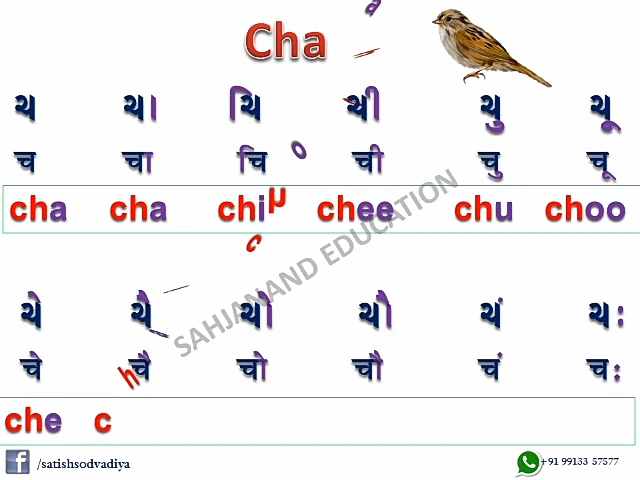 Cha
ચ ચા ચિ ચી ચુ ચૂ
च चा चि ची चु चू
cha cha chi chee chu choo
SAHJANAND EDUCATION
ચે ચૈ ચો ચૌ ચં ચઃ
चे चै चो चौ चं चः
che c
/satishsodvadiya
+91 99133 57577